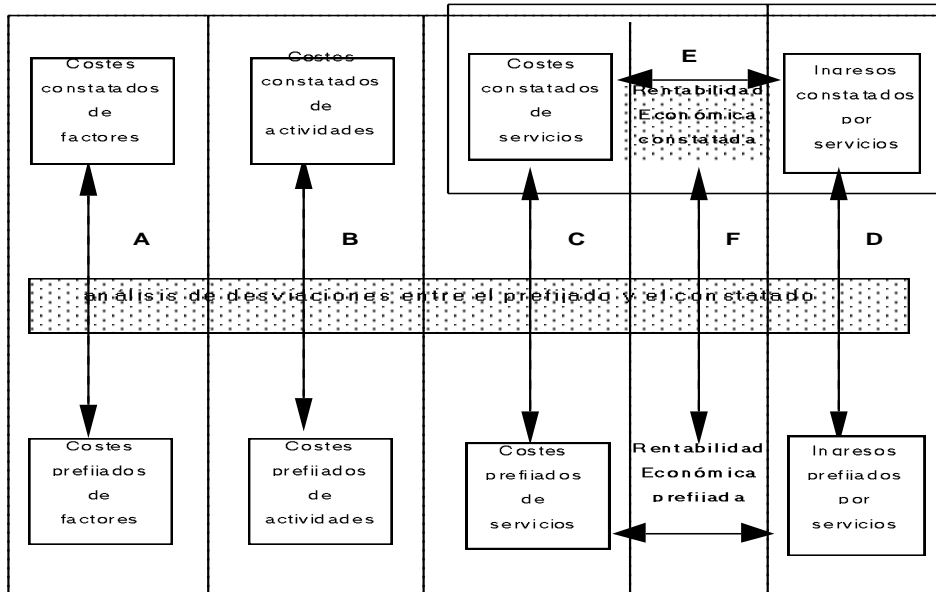 Costes
constatados
de
factores
Costes
constatados
de
actividades
Costes
constatados
de
servicios
E
Rentabilidad
Económica
constatada
Ingresos
constatados
por
servicios
A
B
C
F
D
análisis de desviaciones entre el prefijado y el constatado
Costes
prefijados
de
factores
Costes
prefijados
de
actividades
Costes
prefijados
de
servicios
Rentabilidad
Económica
prefijada
Ingresos
prefijados
por
servicios